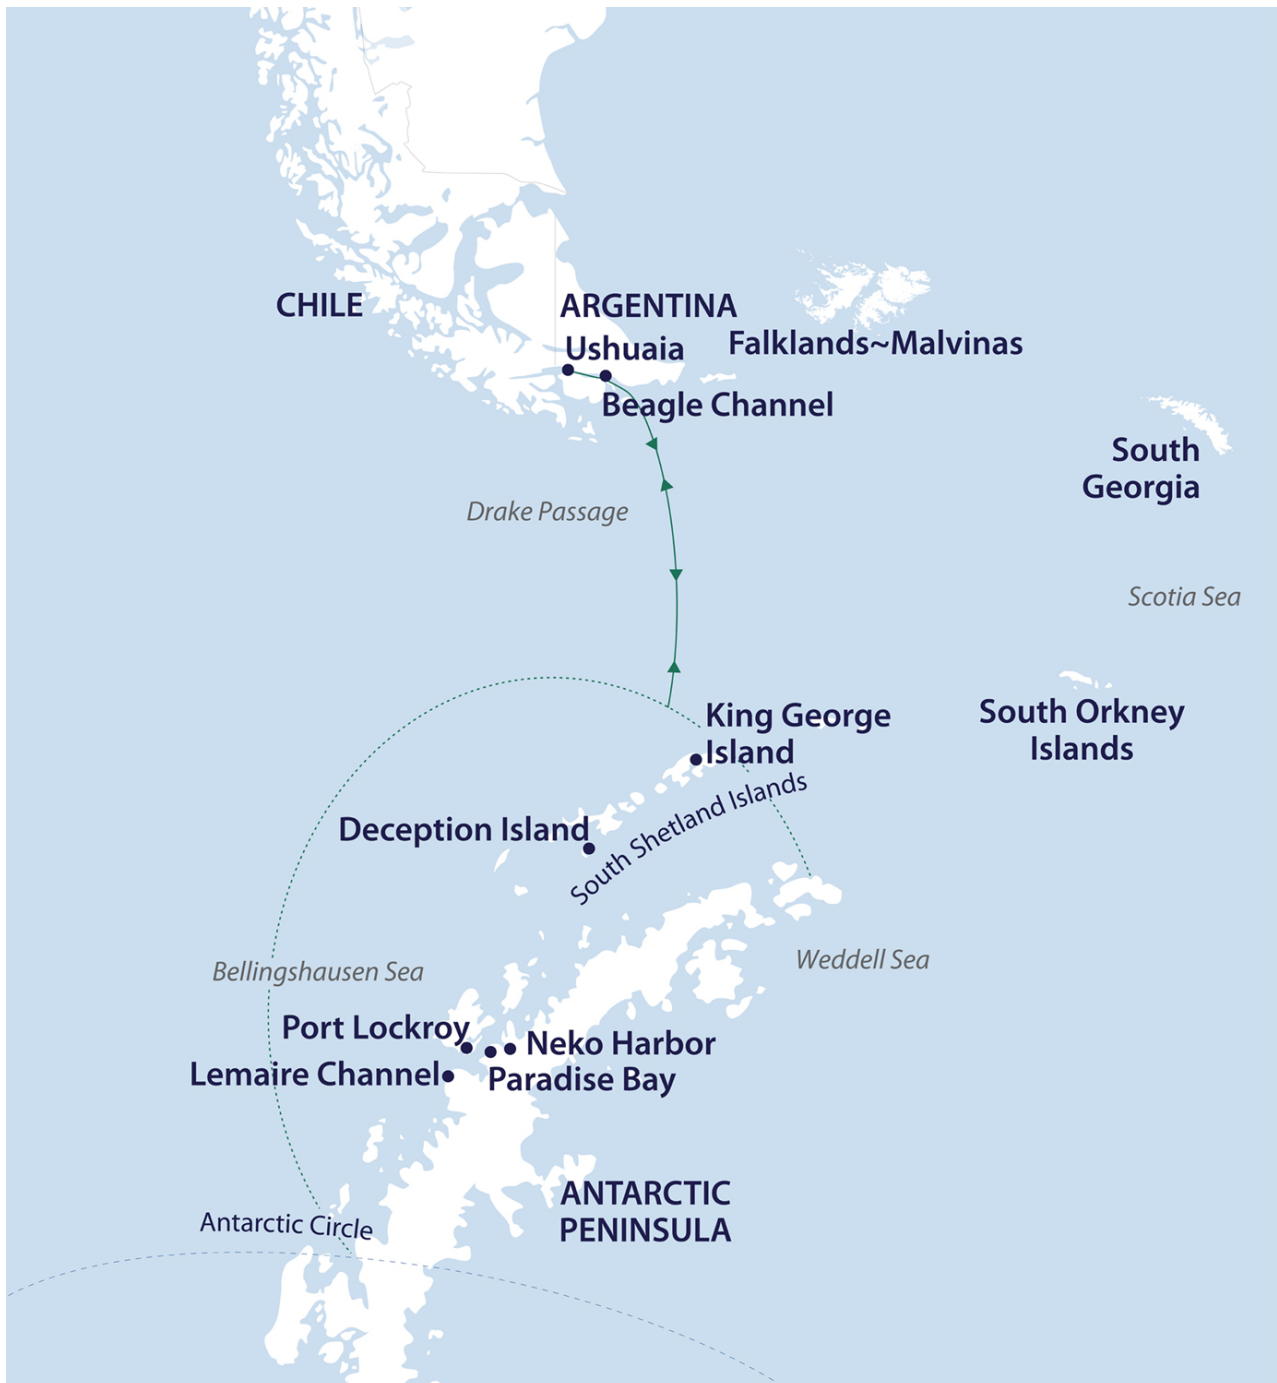 CHILE
ARGENTINA
Ushuaia
Falklands~Malvinas
Beagle Channel
South
Georgia
Drake Passage
Scotia Sea
King George
Island
South Orkney
Islands
South Shetland Islands
Deception Island
Weddell Sea
Bellingshausen Sea
Port Lockroy
Neko Harbor
Lemaire Channel
Paradise Bay
ANTARCTIC
PENINSULA
Antarctic Circle